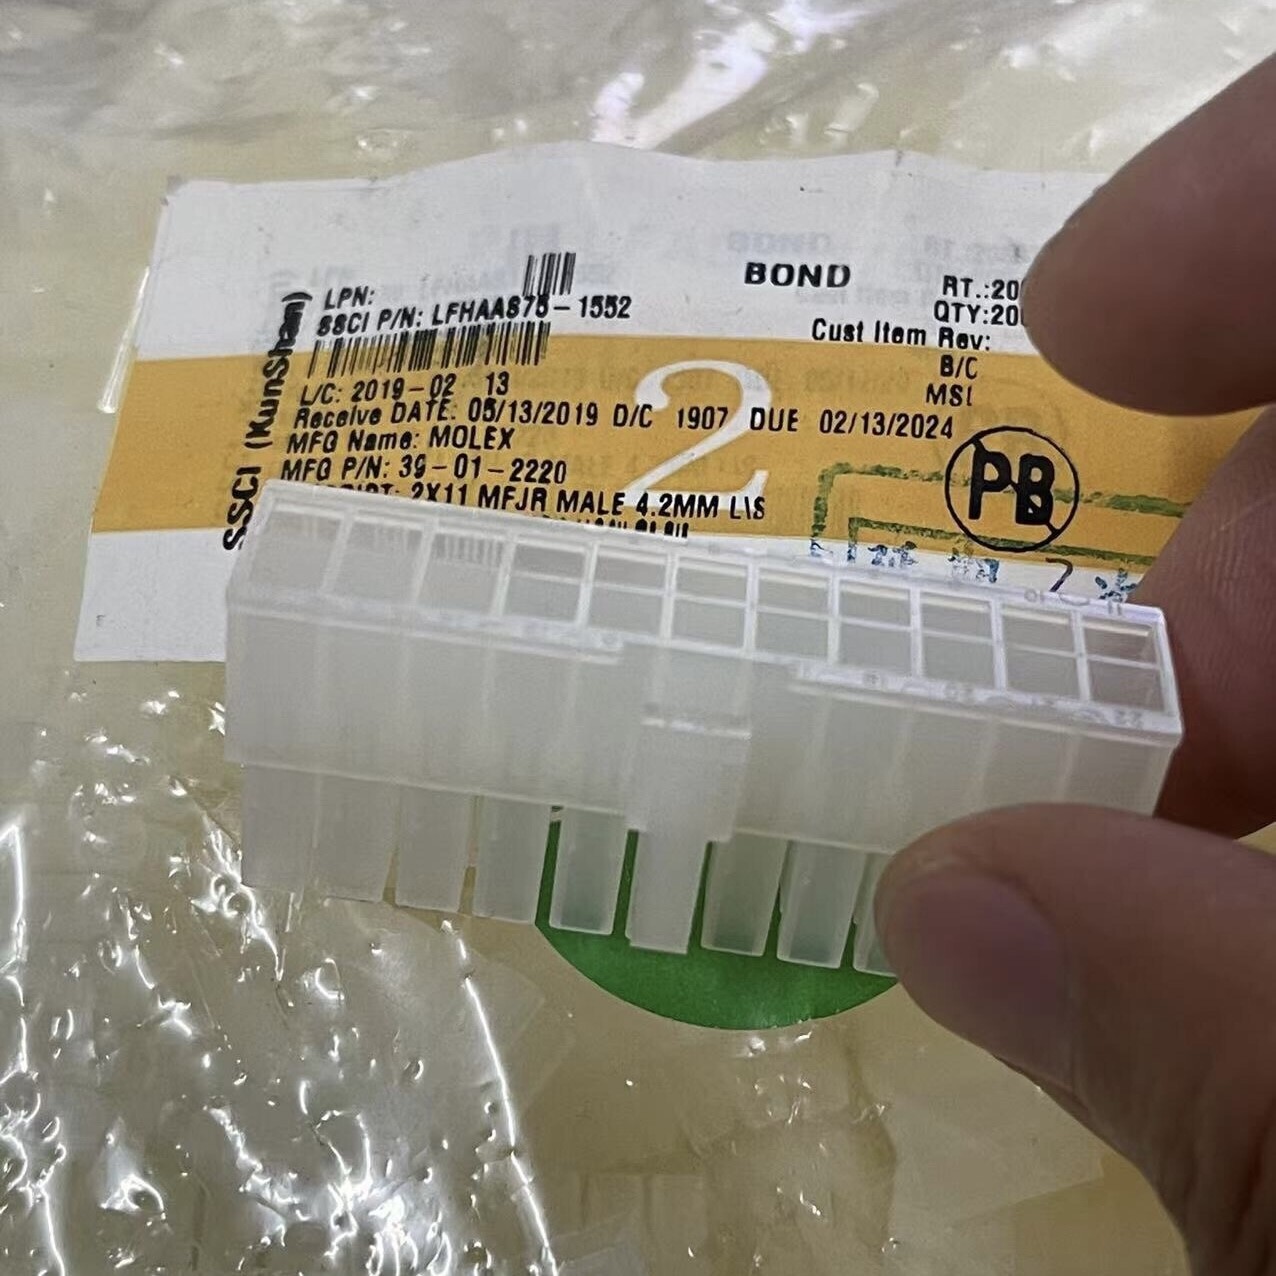 BOND
LPN:
SSCI P/N: LFHAAS75-1552
RT.:20
QTY:20
Cust Item Rev:
B/C
MSL
L/C: 2019-02 13
Receive DATE: 05/13/2019 D/C 1907 DUE 02/13/2024
MFG Name: MOLEX
MFG P/N: 39-01-2220
2X11 MFJR MALE 4.2MM
SSCI (KunShan)
2
PB